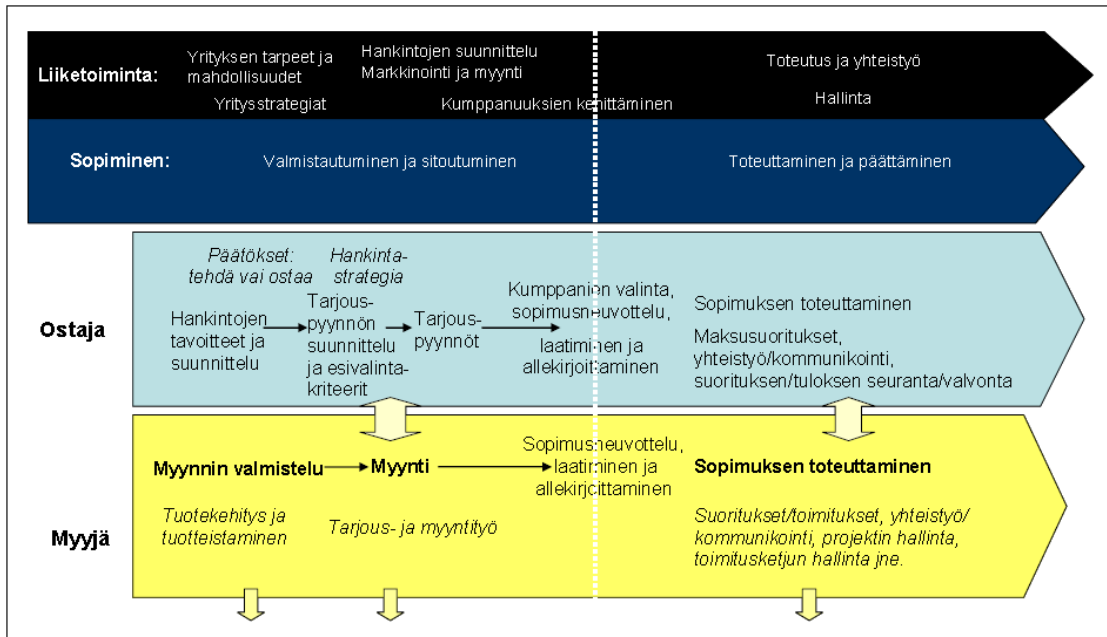 Liiketoiminta:
Yrityksen tarpeet ja
mahdollisuudet
Yritysstrategiat
Hankintojen suunnittelu
Markkinointi ja myynti
Kumppanuuksien kehittäminen
Toteutus ja yhteistyö
Hallinta
Sopiminen:
Valmistautuminen ja sitoutuminen
Toteuttaminen ja päättäminen
Ostaja
Päätökset:
tehdä vai ostaa
Hankinta-
strategia
Hankintojen
tavoitteet ja
suunnittelu
Tarjous-
pyynnön
suunnittelu
ja esivalinta-
kriteerit
Tarjous-
pyynnöt
Kumppanien valinta,
sopimusneuvottelu,
laatiminen ja
allekirjoittaminen
Sopimuksen toteuttaminen
Maksusuoritukset,
yhteistyö/kommunikointi,
suorituksen/tuloksen seuranta/valvonta
Myyjä
Myynnin valmistelu
Myynti
Sopimusneuvottelu,
laatiminen ja
allekirjoittaminen
Sopimuksen toteuttaminen
Tuotekehitys ja
tuotteistaminen
Tarjous- ja myyntityö
Suoritukset/toimitukset, yhteistyö/
kommunikointi, projektin hallinta,
toimitusketjun hallinta jne.